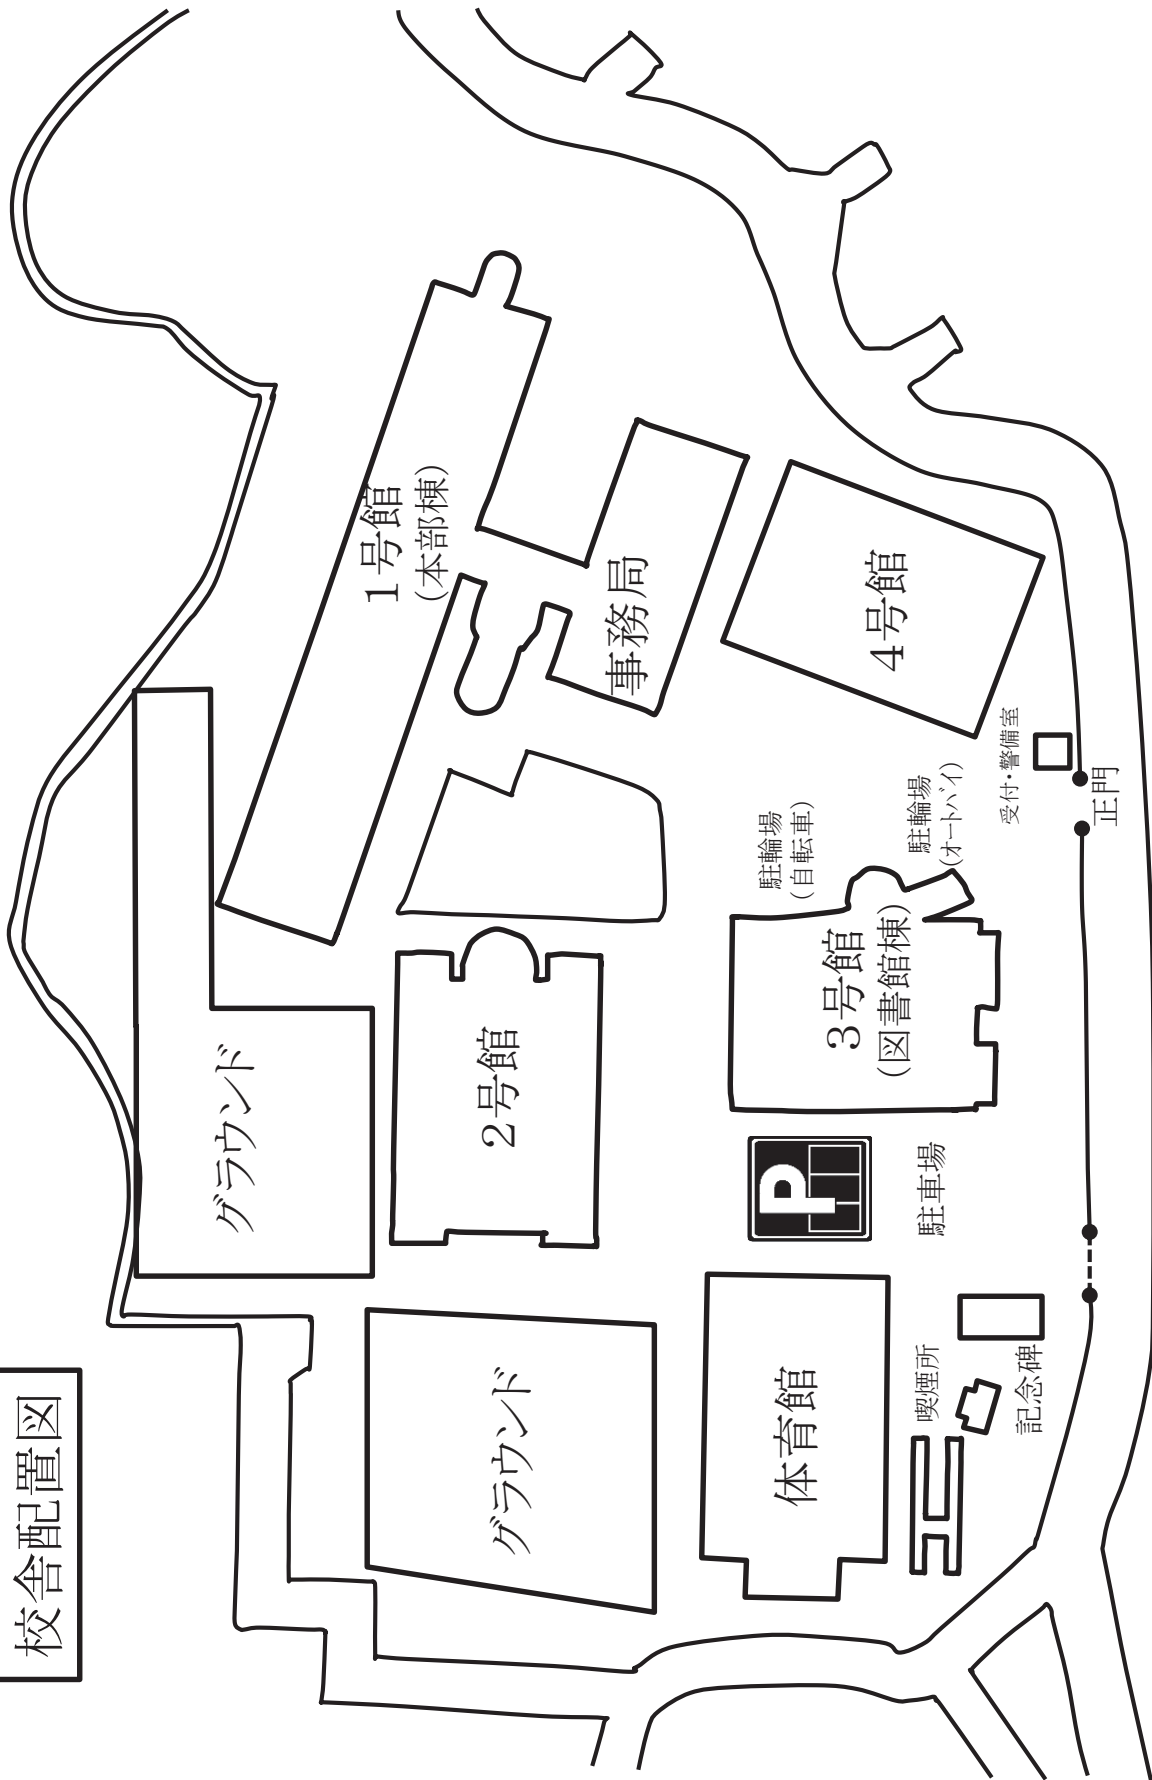 校舎配置図
グラウンド
グラウンド
1号館
(本部棟)
2号館
事務局
体育館
P
駐車場
3号館
(図書館棟)
駐輪場
(自転車)
駐輪場
(オートバイ)
4号館
喫煙所
記念碑
受付・警備室
正門